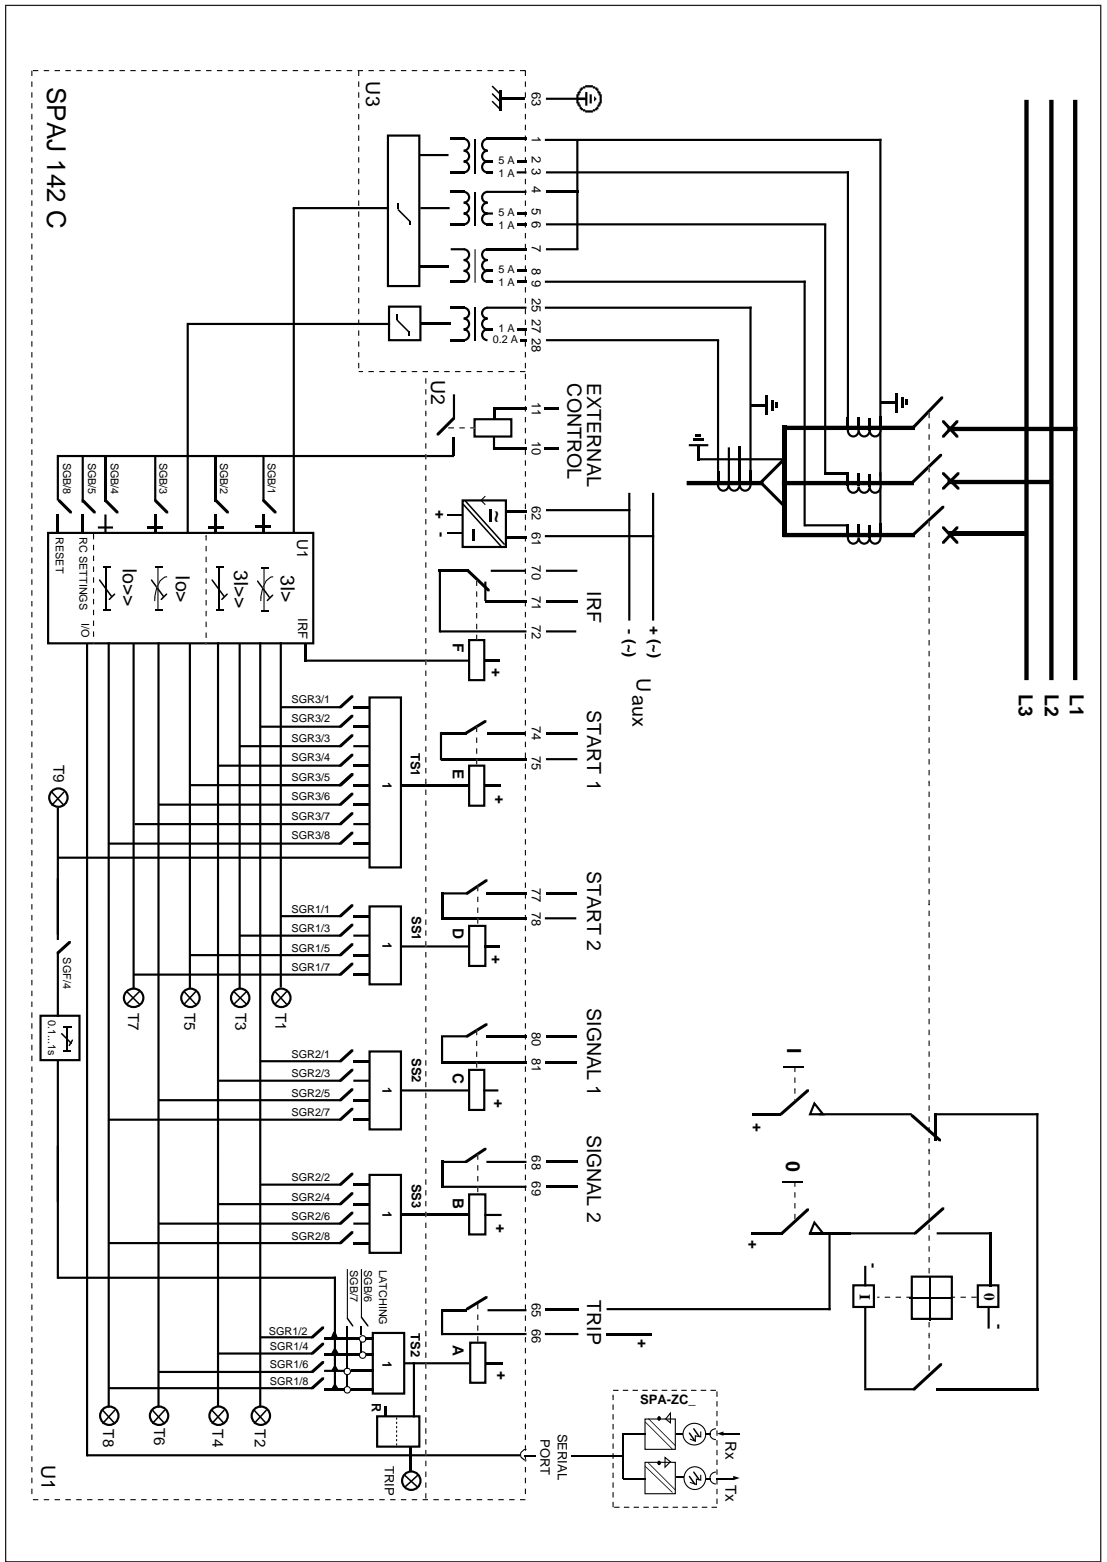 L1
L2
L3
I
+
0
+
-
0
I
-
+ (~)
- (~)
U aux
EXTERNAL CONTROL
IRF
START 1
START 2
SIGNAL 1
SIGNAL 2
TRIP
+
SPA-ZC_
Rx
Tx
SERIAL PORT
63
1
2
3
4
5
6
7
8
9
25
27
28
11
10
62
61
70
71
72
74
75
77
78
80
81
68
69
65
66
5 A
1 A
5 A
1 A
5 A
1 A
1 A
0.2 A
U3
U2
~
+
-
F
+
E
+
D
+
C
+
B
+
A
+
TS1
1
SS1
1
SS2
1
SS3
1
TS2
1
SGR3/1
SGR3/2
SGR3/3
SGR3/4
SGR3/5
SGR3/6
SGR3/7
SGR3/8
SGR1/1
SGR1/3
SGR1/5
SGR1/7
SGR2/1
SGR2/3
SGR2/5
SGR2/7
SGR2/2
SGR2/4
SGR2/6
SGR2/8
LATCHING
SGB/6
SGB/7
SGR1/2
SGR1/4
SGR1/6
SGR1/8
R
TRIP
SGB/1
SGB/2
SGB/3
SGB/4
SGB/5
SGB/8
U1
IRF
3I>
3I>>
Io>
Io>>
RC SETTINGS
I/O
RESET
T1
T3
T5
T7
T2
T4
T6
T8
T9
SGF/4
0.1...1s
SPAJ 142 C
U1